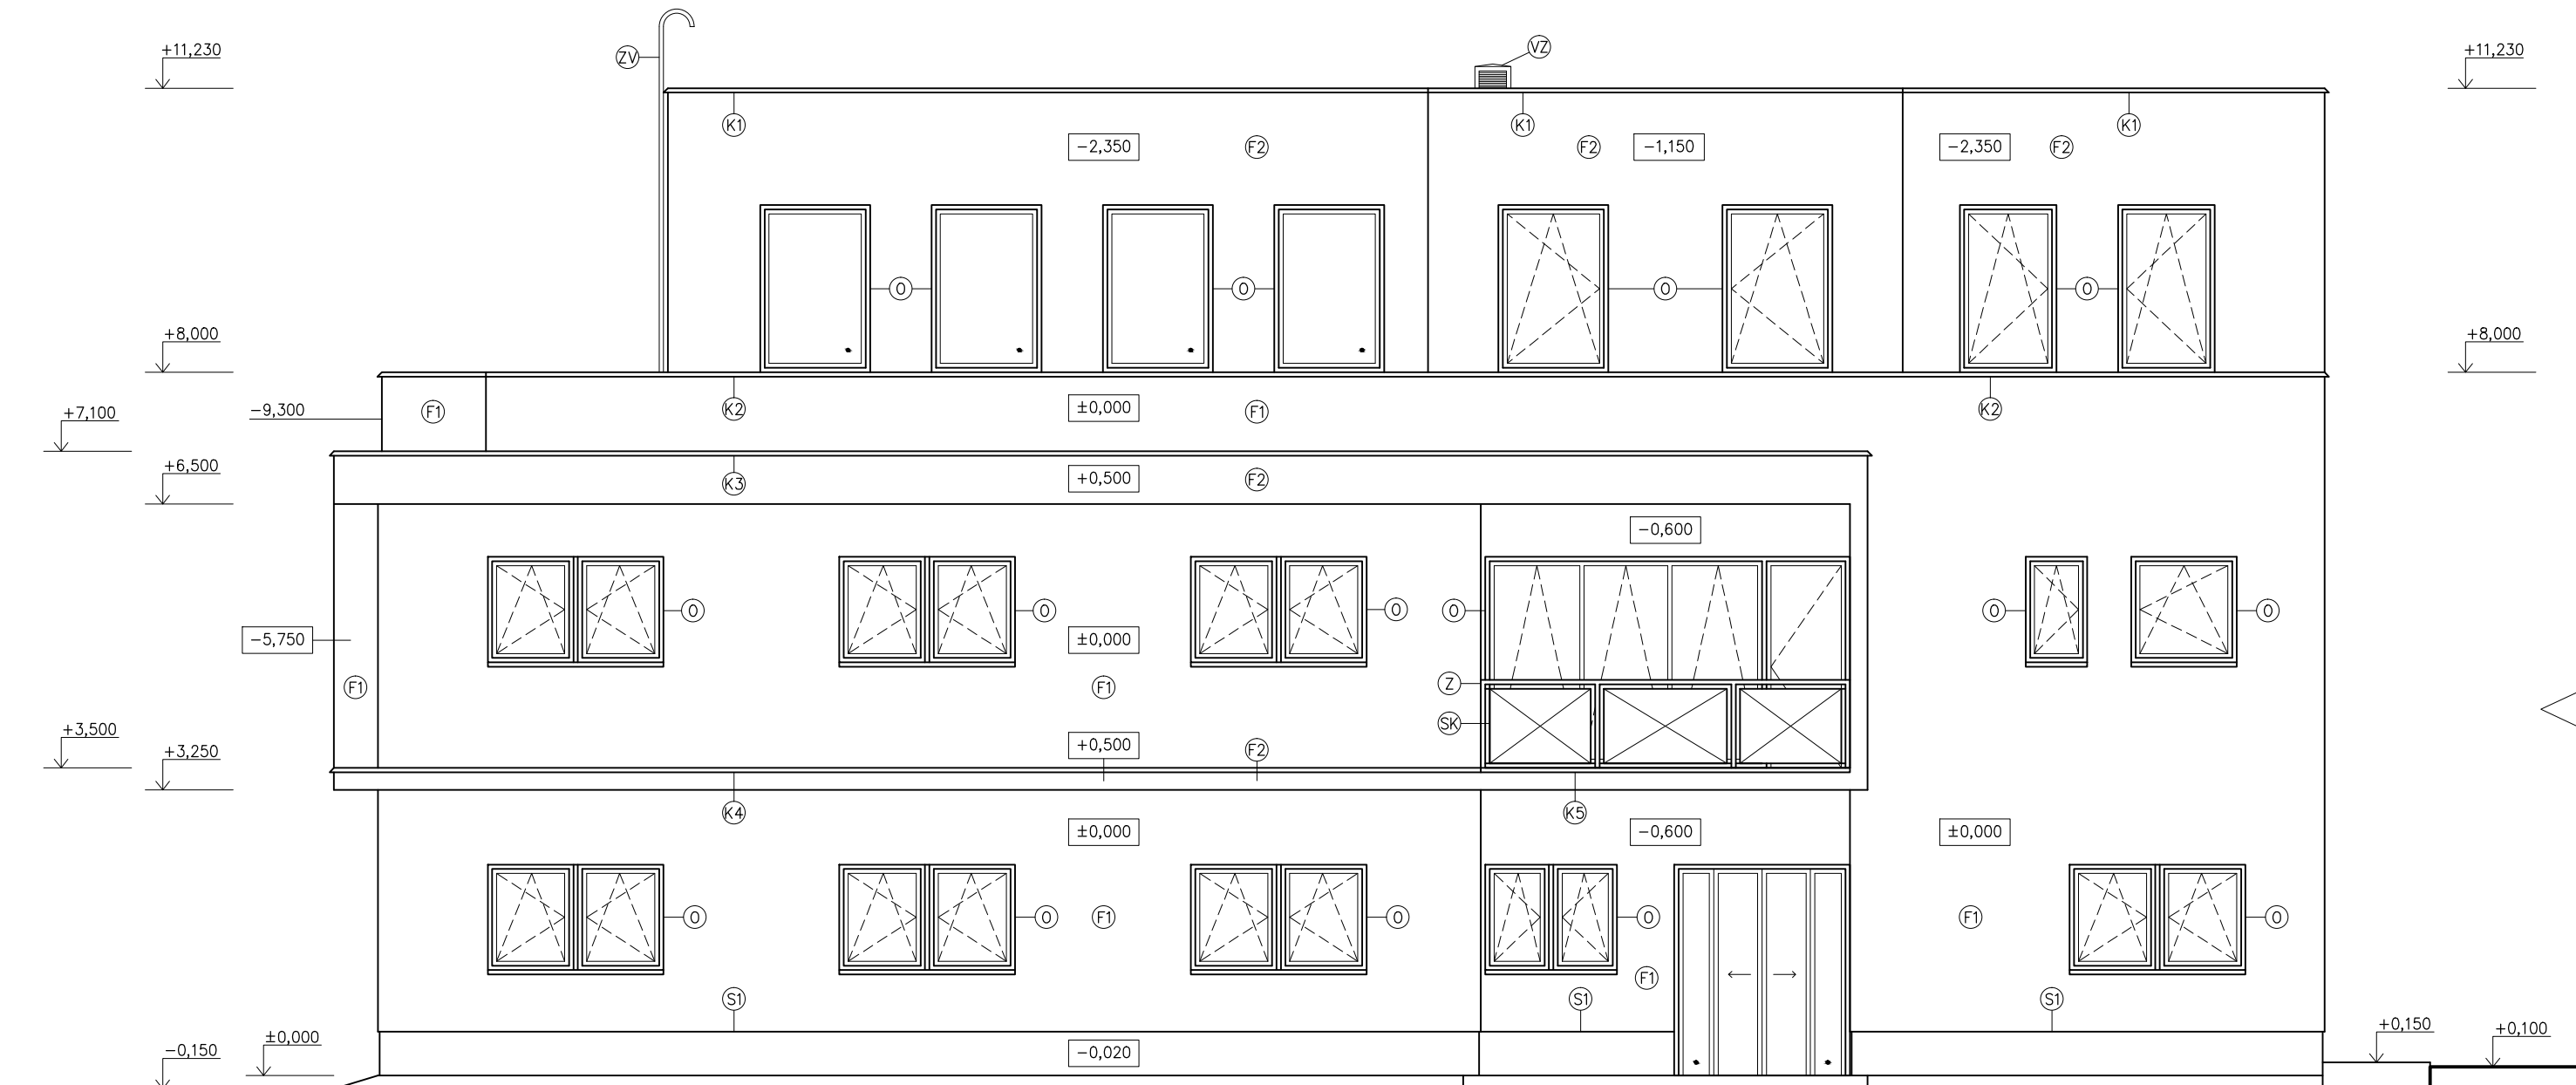 VZ
+11,230
ZV
+11,230
K1
K1
K1
-2,350
F2
F2
-1,150
-2,350
F2
O
O
O
O
+8,000
+8,000
+7,100
-9,300
F1
K2
±0,000
F1
K2
+6,500
K3
+0,500
F2
-0,600
O
O
O
O
O
O
-5,750
±0,000
F1
F1
Z
SK
+3,500
+3,250
+0,500
F2
K4
K5
±0,000
-0,600
±0,000
O
O
F1
O
O
F1
O
F1
S1
S1
S1
±0,000
-0,150
-0,020
+0,150
+0,100